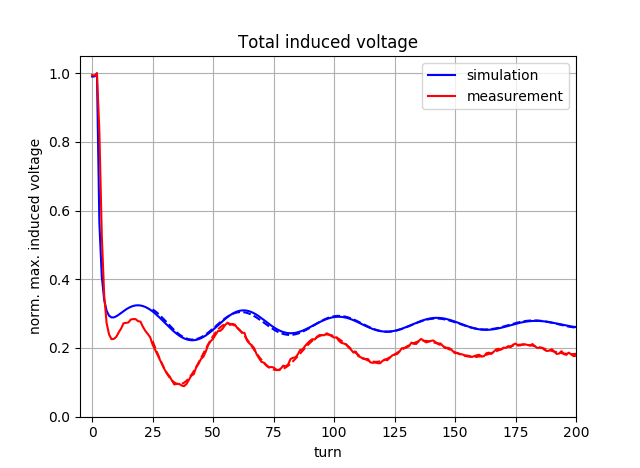 Total induced voltage
simulation
measurement
norm. max. induced voltage
1.0
0.8
0.6
0.4
0.2
0.0
0 25 50 75 100 125 150 175 200
turn